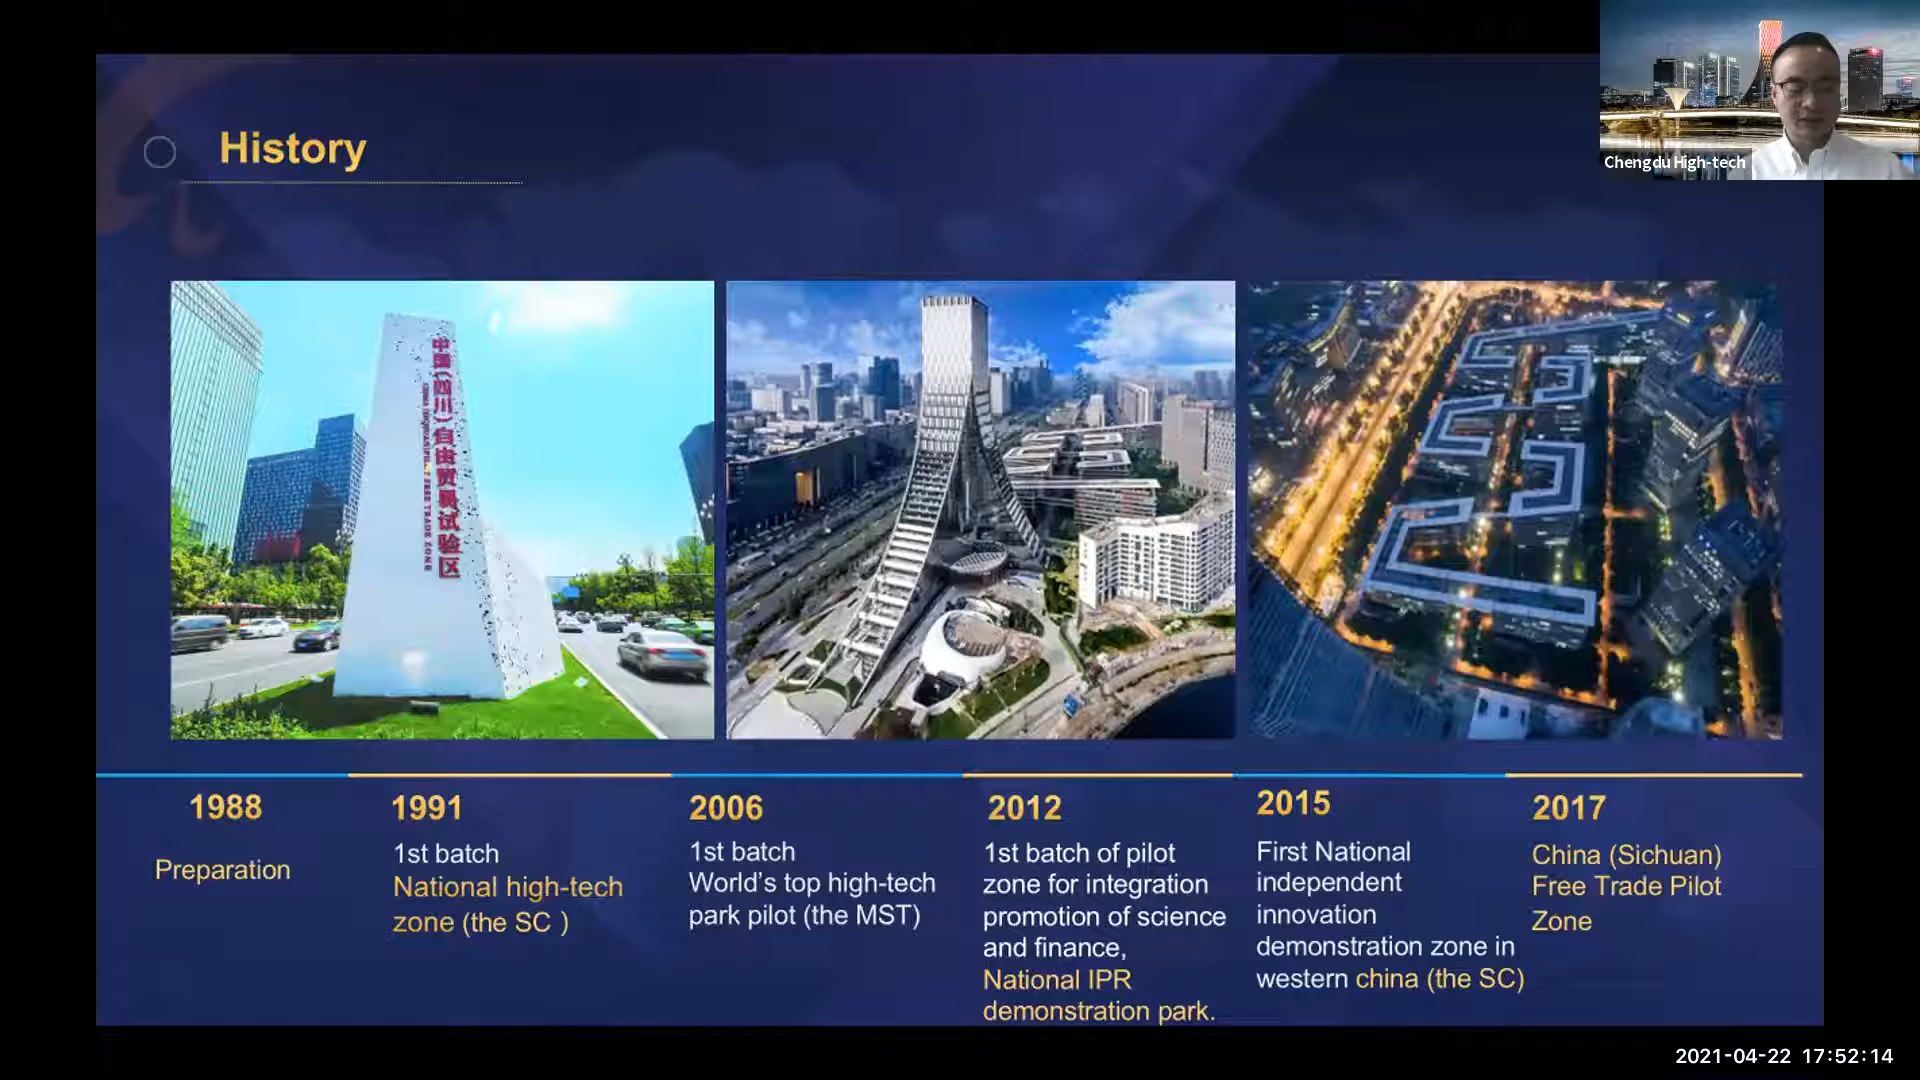 History
Chengdu High-tech
中国(四川)自由贸易试验区
1988
Preparation
1991
1st batch
National high-tech
zone (the SC )
2006
1st batch
World's top high-tech
park pilot (the MST)
2012
1st batch of pilot
zone for integration
promotion of science
and finance,
National IPR
demonstration park.
2015
First National
independent
innovation
demonstration zone in
western china (the SC)
2017
China (Sichuan)
Free Trade Pilot
Zone
2021-04-22 17:52:14